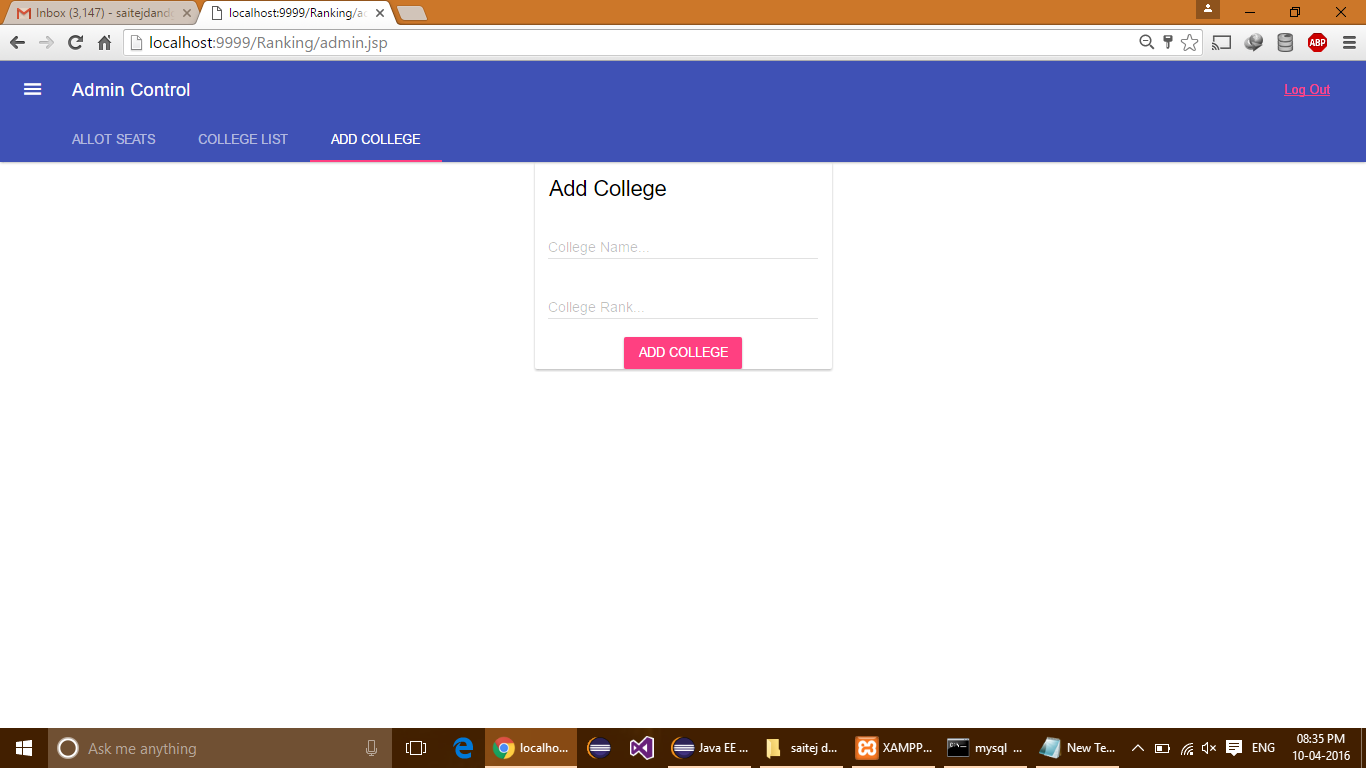 Inbox (3,147) - saitejdand
localhost:9999/Ranking/a
localhost:9999/Ranking/admin.jsp
ABP
Admin Control
Log Out
ALLOT SEATS
COLLEGE LIST
ADD COLLEGE
Add College
College Name...
College Rank...
ADD COLLEGE
Ask me anything
localho...
Java EE ...
saitej d...
XAMPP...
mysql ...
New Te...
ENG
08:35 PM
10-04-2016